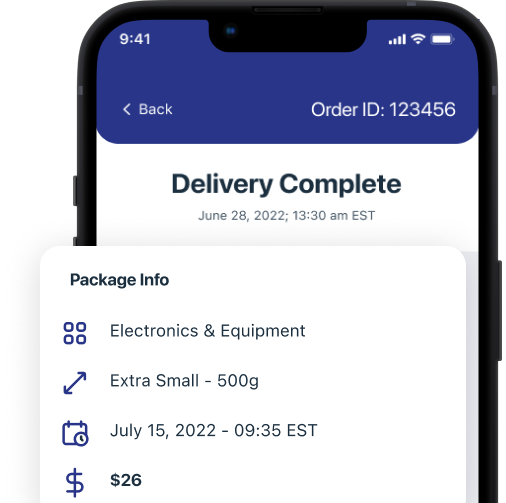 9:41
Back
Order ID: 123456
Delivery Complete
June 28, 2022; 13:30 am EST
Package Info
Electronics & Equipment
Extra Small - 500g
July 15, 2022 - 09:35 EST
$26